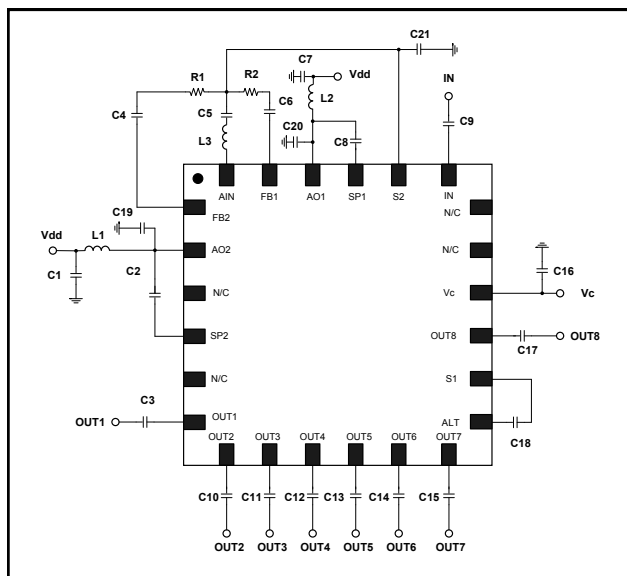 C21
C7
Vdd
R1
R2
IN
C4
C5
C6
L2
C9
L3
C20
C8
AIN
FB1
AO1
SP1
S2
IN
FB2
N/C
C19
Vdd
L1
AO2
N/C
C1
C2
C16
N/C
Vc
Vc
SP2
OUT8
C17
OUT8
N/C
S1
C3
OUT1
OUT1
ALT
C18
OUT2
OUT3
OUT4
OUT5
OUT6
OUT7
C10
C11
C12
C13
C14
C15
OUT2
OUT3
OUT4
OUT5
OUT6
OUT7